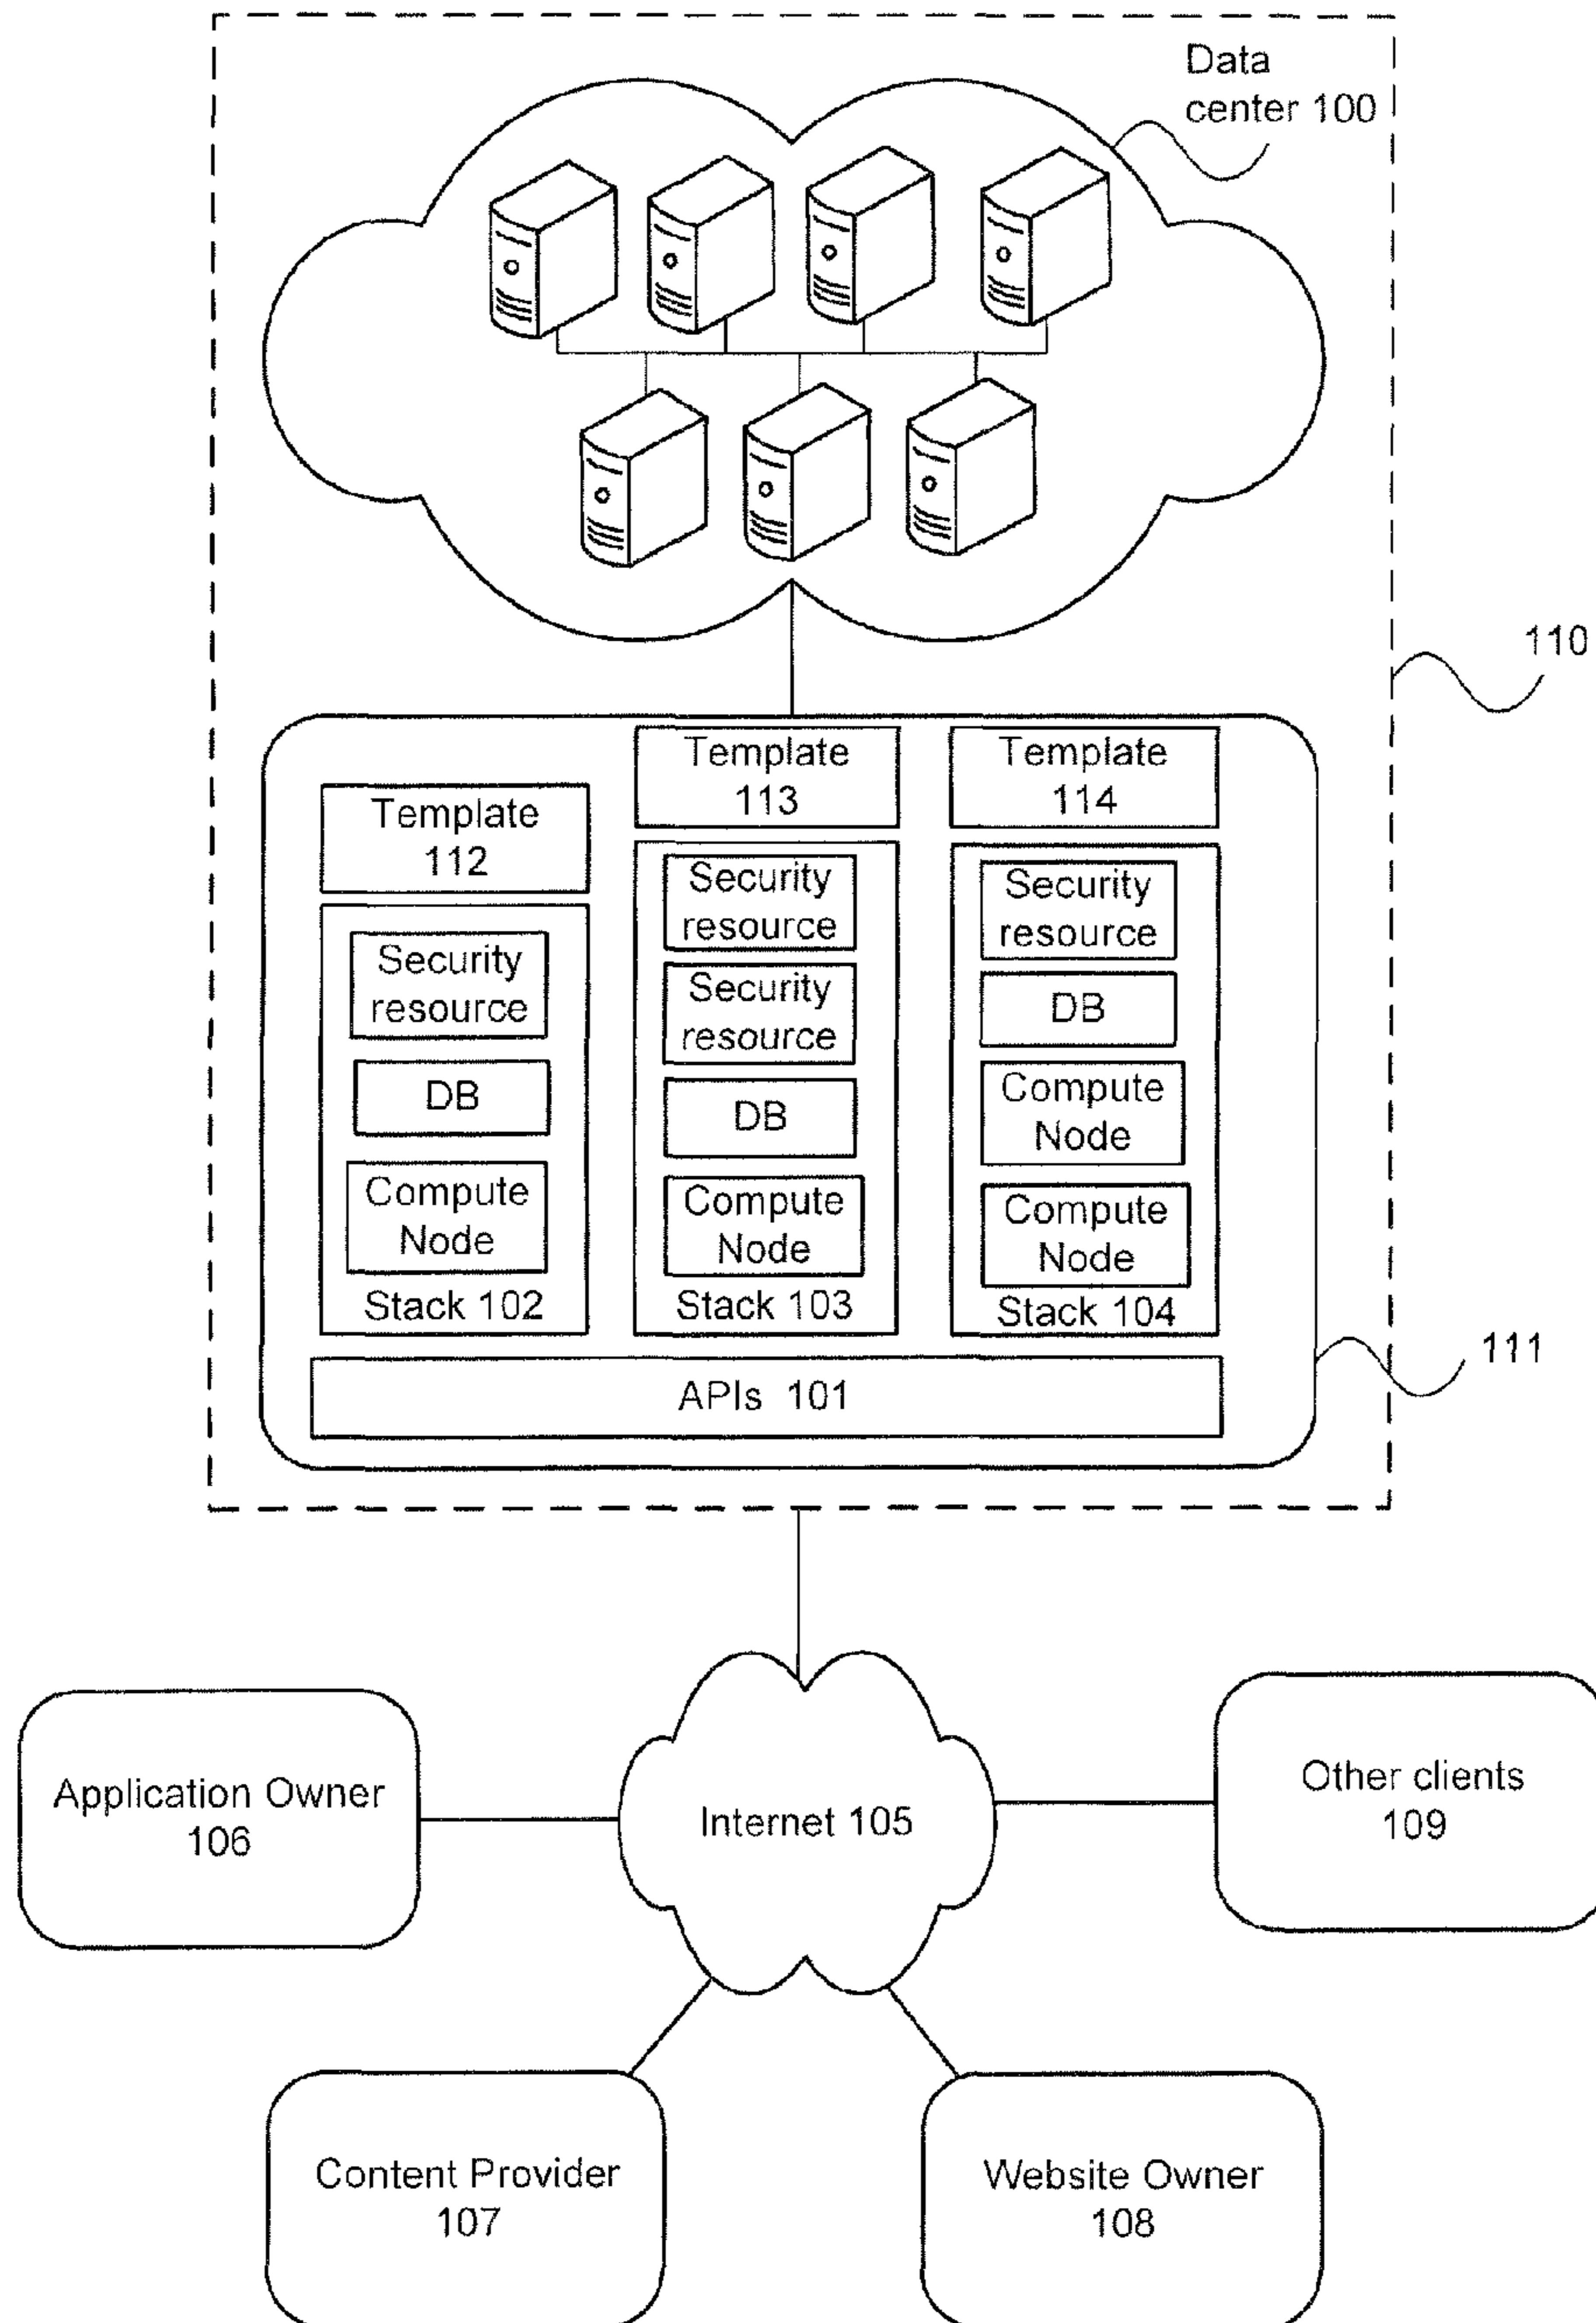 Data
center 100
110
Template
112
Security
resource
DB
Compute
Node
Stack 102
Template
113
Security
resource
Security
resource
DB
Compute
Node
Stack 103
Template
114
Security
resource
DB
Compute
Node
Compute
Node
Stack 104
111
APIs 101
Application Owner
106
Internet 105
Other clients
109
Content Provider
107
Website Owner
108